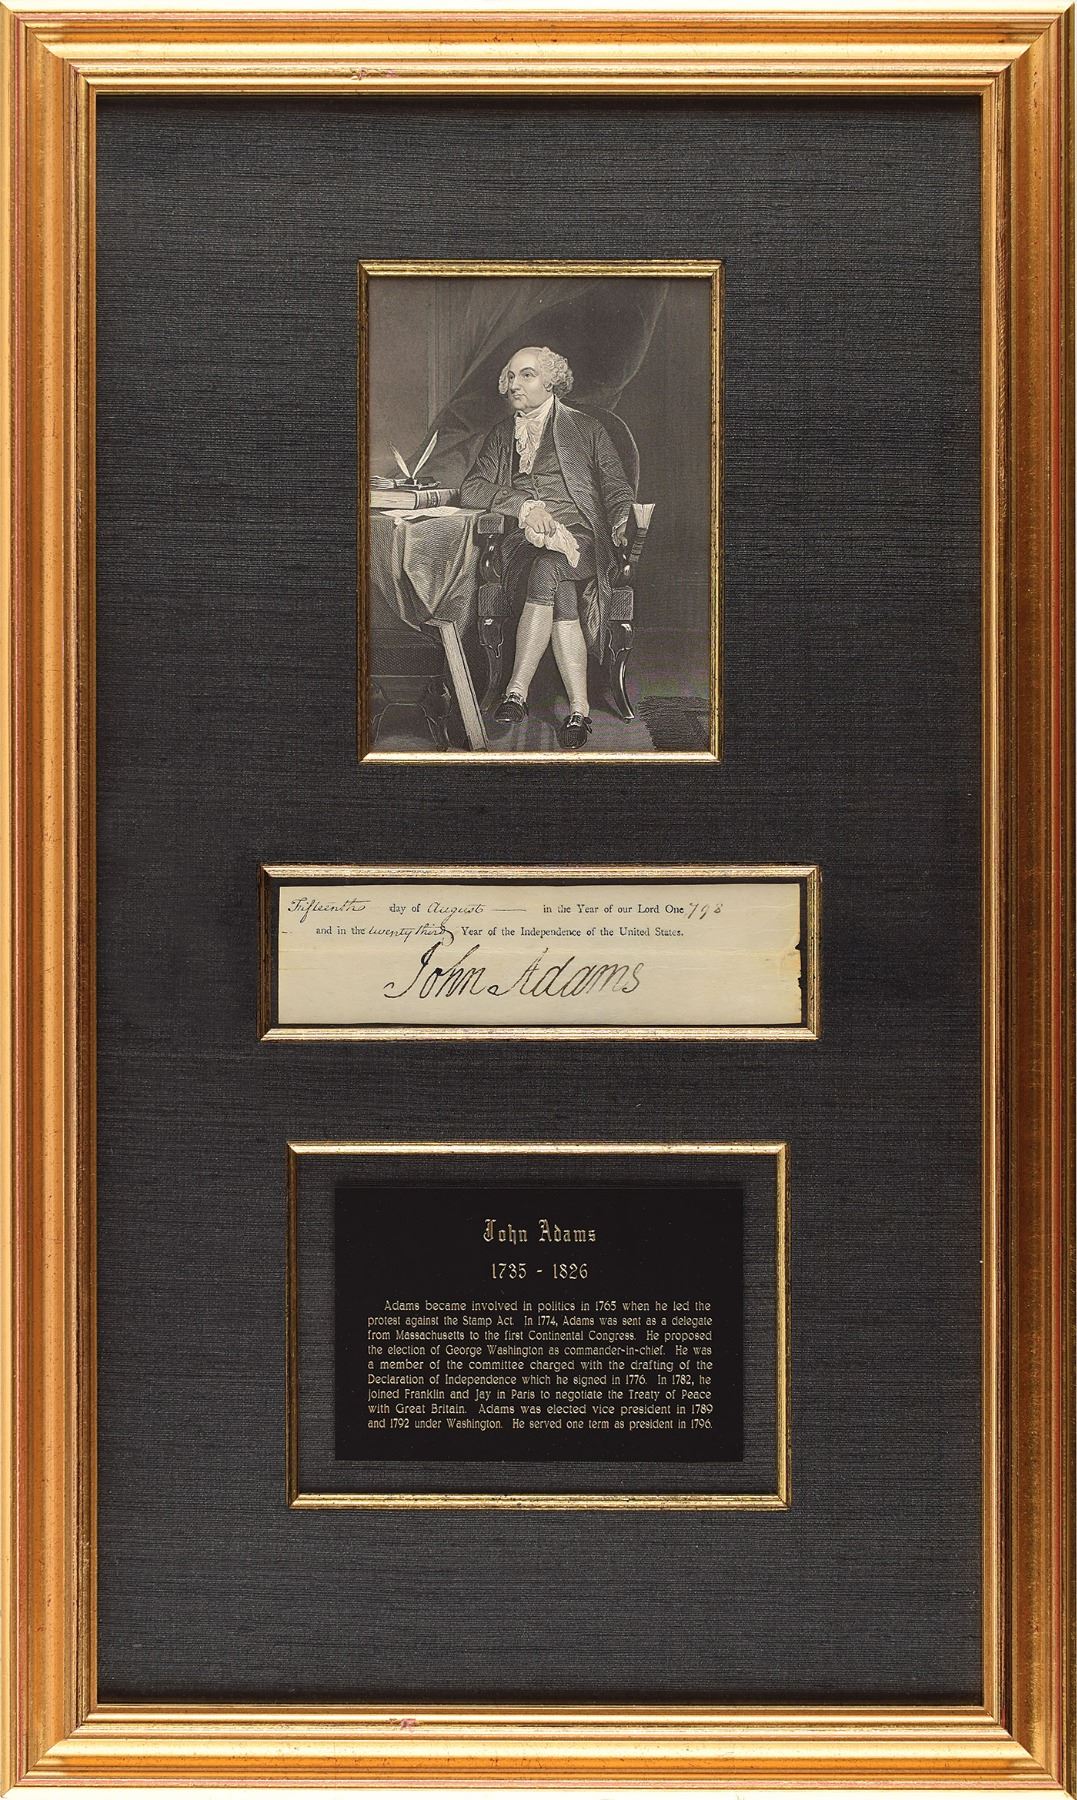 Fifteenth day of August — in the Year of our Lord One 798
and in the twenty third Year of the Independence of the United States.
John Adams
John Adams
1735 - 1826
Adams became involved in politics in 1765 when he led the
protest against the Stamp Act. In 1774, Adams was sent as a delegate
from Massachusetts to the first Continental Congress. He proposed
the election of George Washington as commander-in-chief. He was
a member of the committee charged with the drafting of the
Declaration of Independence which he signed in 1776. In 1782, he
joined Franklin and Jay in Paris to negotiate the Treaty of Peace
with Great Britain. Adams was elected vice president in 1789
and 1792 under Washington. He served one term as president in 1796.